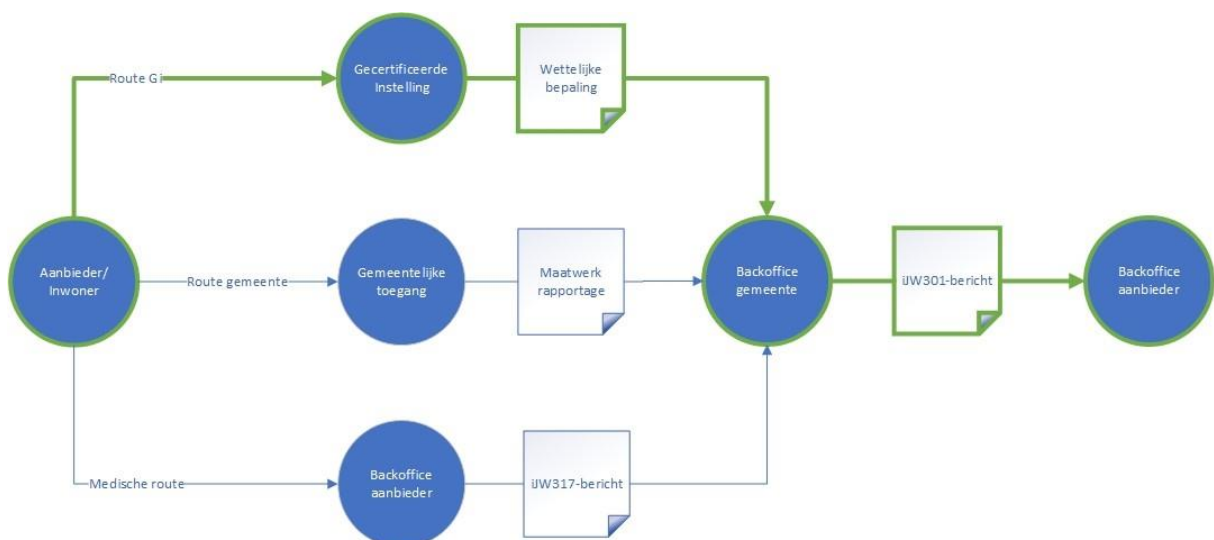 Route Gi
Gecertificeerde
Instelling
Wettelijke
bepaling
Aanbieder/
Inwoner
Route gemeente
Gemeentelijke
toegang
Maatwerk
rapportage
Backoffice
gemeente
iJW301-bericht
Backoffice
aanbieder
Medische route
Backoffice
aanbieder
iJW317-bericht